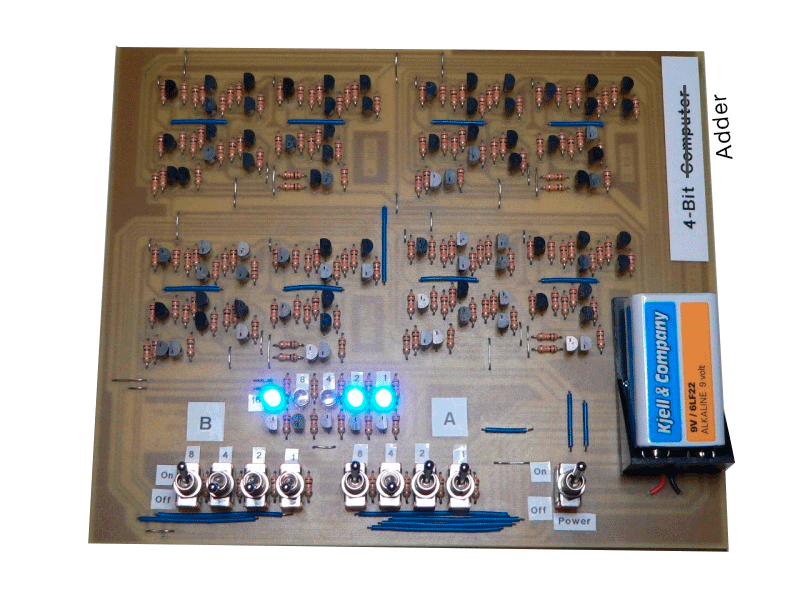 4-Bit Computer
Adder
Kjell & Company
9V / 6LF22
ALKALINE 9 volt
16
8
4
2
1
B
A
8
4
2
1
8
4
2
1
On
Off
On
Off
Power